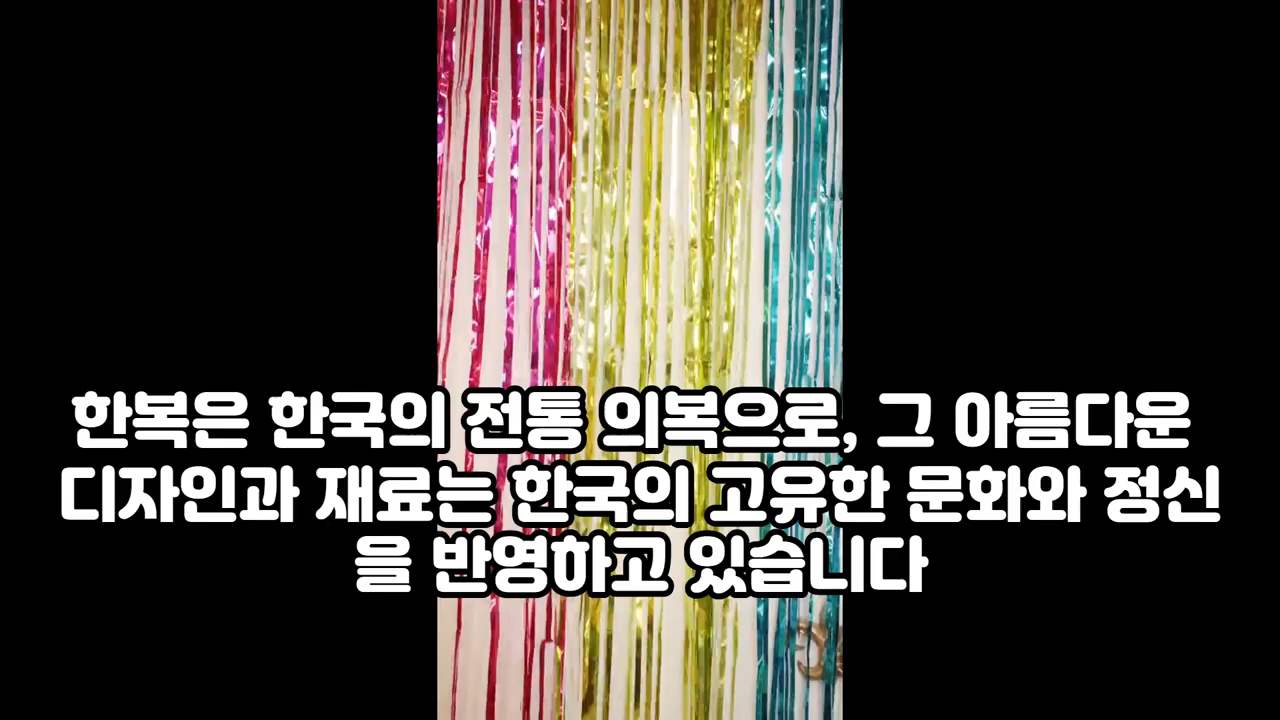 한복은 한국의 전통 의복으로, 그 아름다운
디자인과 재료는 한국의 고유한 문화와 정신
을 반영하고 있습니다